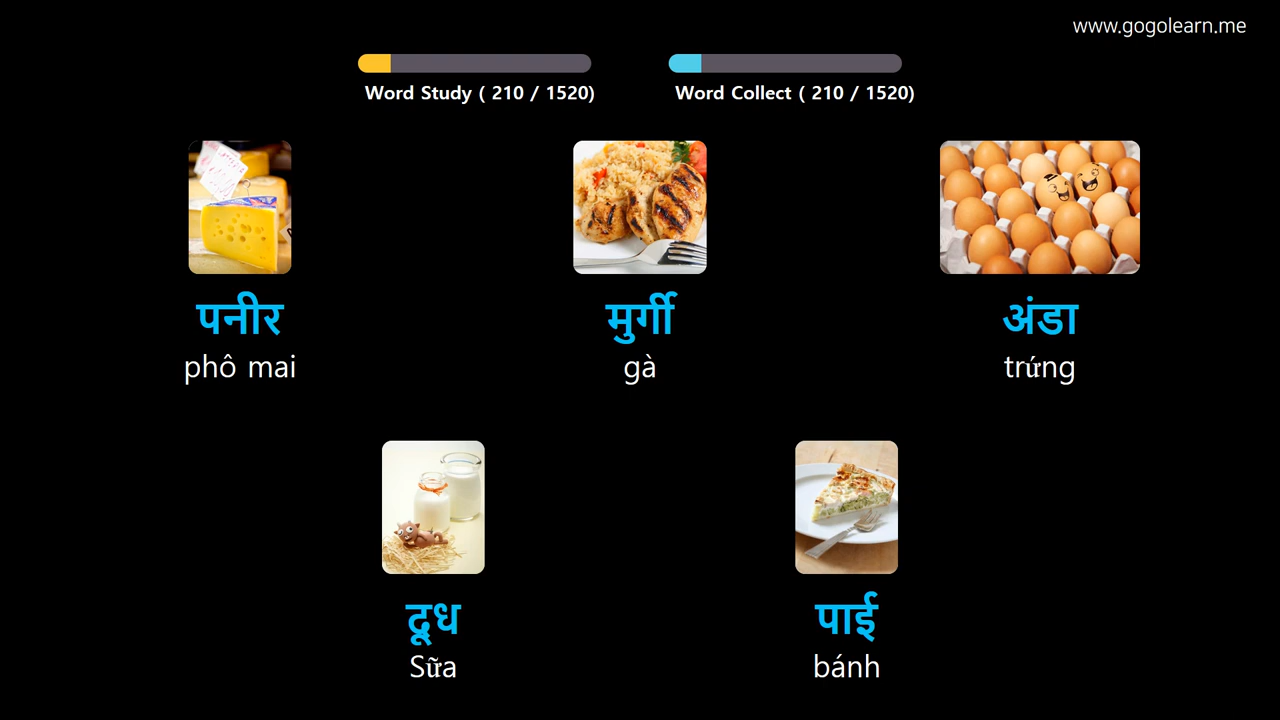 www.gogolearn.me
Word Study ( 210 / 1520)
Word Collect ( 210 / 1520)
पनीर
phô mai
मुर्गी
gà
अंडा
trứng
दूध
Sữa
पाई
bánh